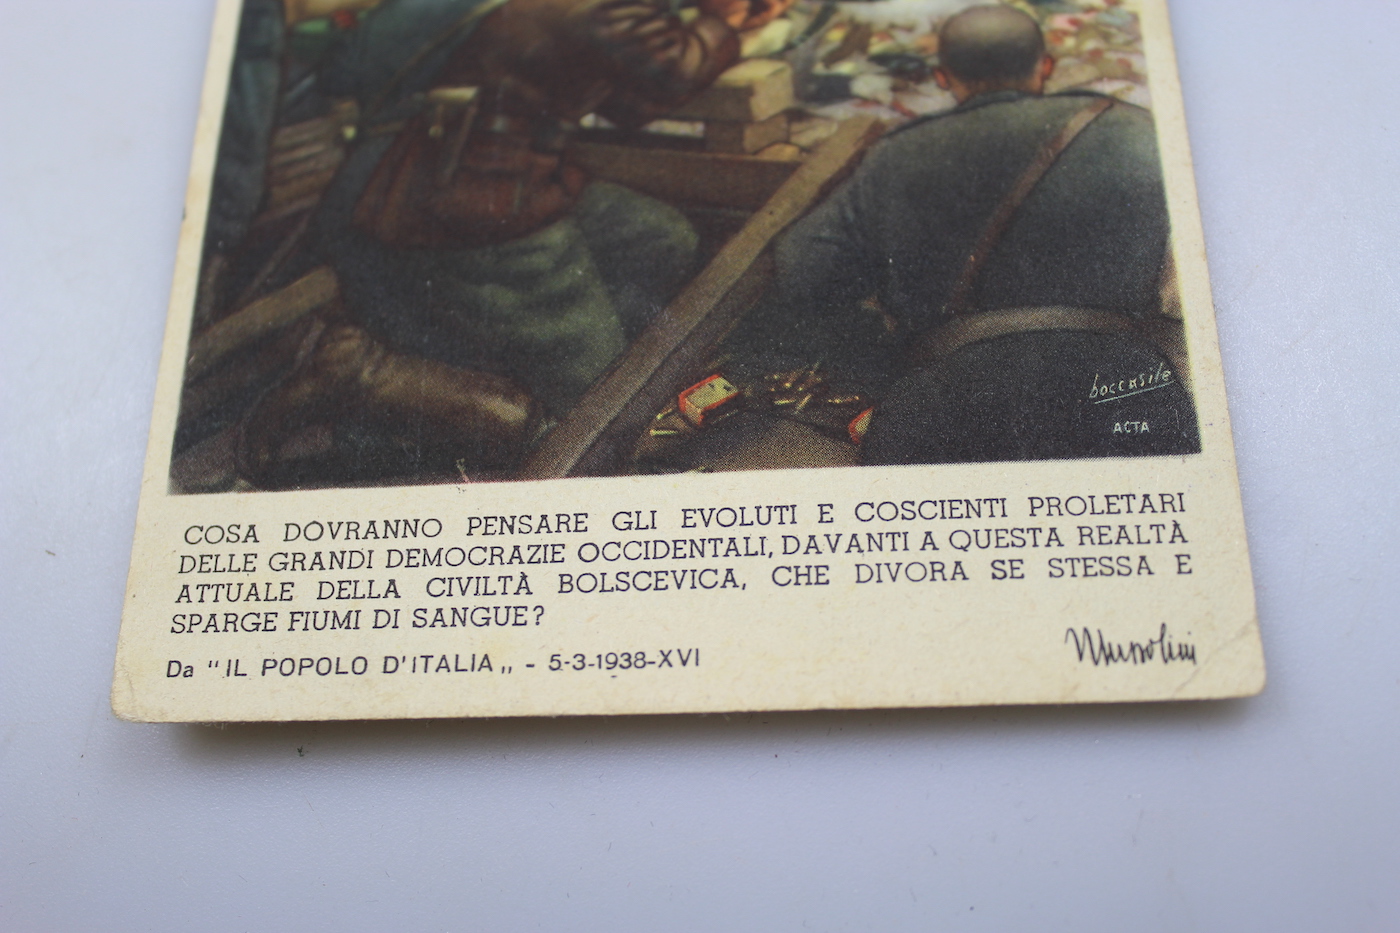 boccasile
ACTA
COSA DOVRANNO PENSARE GLI EVOLUTI E COSCIENTI PROLETARI
DELLE GRANDI DEMOCRAZIE OCCIDENTALI, DAVANTI A QUESTA REALTÀ
ATTUALE DELLA CIVILTÀ BOLSCEVICA, CHE DIVORA SE STESSA E
SPARGE FIUMI DI SANGUE?
Da "IL POPOLO D'ITALIA„ - 5-3-1938-XVI
Mussolini